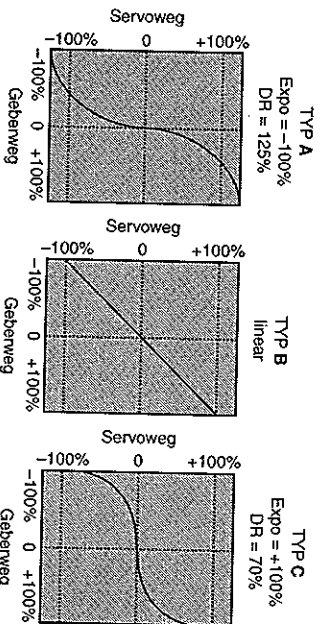 TYP A
Expo = –100%
DR = 125%
Servoweg
–100% 0 +100%
–100% 0 +100%
Geberweg
TYP B
linear
Servoweg
–100% 0 +100%
–100% 0 +100%
Geberweg
TYP C
Expo = +100%
DR = 70%
Servoweg
–100% 0 +100%
–100% 0 +100%
Geberweg